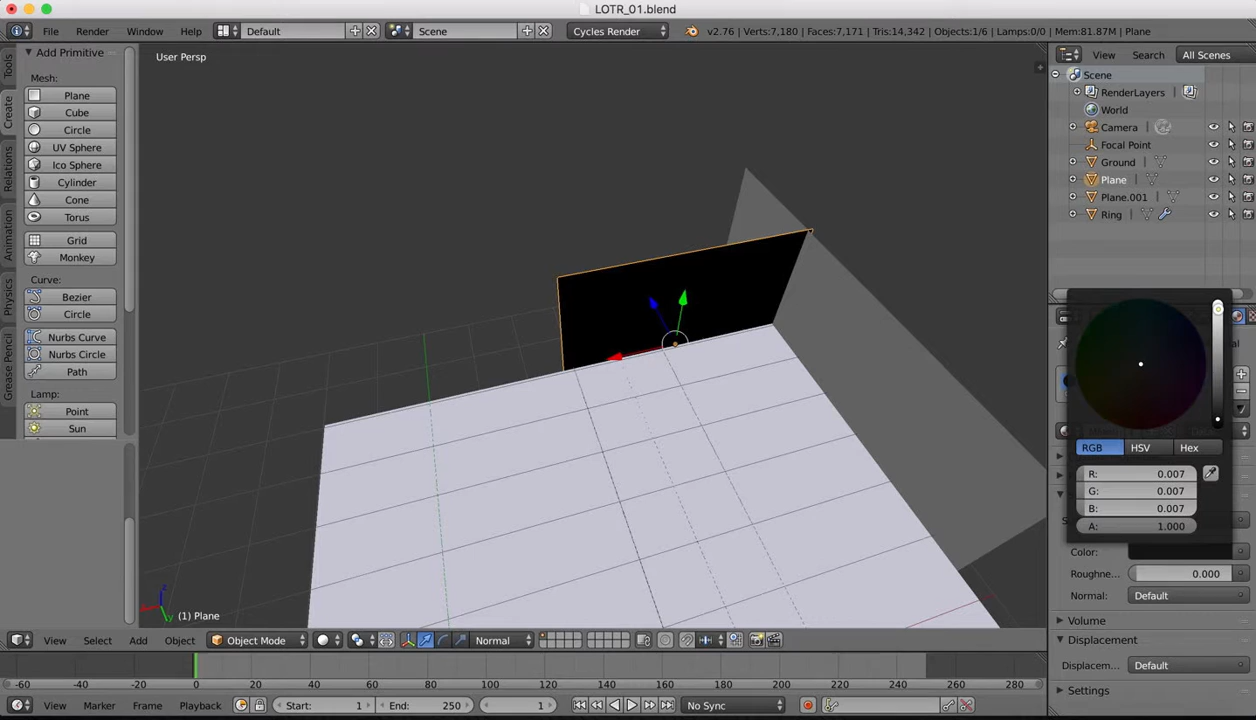 LOTR_01.blend
File Render Window Help Default Scene Cycles Render v2.76 | Verts:7,180 | Faces:7,171 | Tris:14,342 | Objects:1/6 | Lamps:0/0 | Mem:81.87M | Plane
Add Primitive
Mesh:
Plane
Cube
Circle
UV Sphere
Ico Sphere
Cylinder
Cone
Torus
Grid
Monkey
Curve:
Bezier
Circle
Nurbs Curve
Nurbs Circle
Path
Lamp:
Point
Sun
Tools
Create
Relations
Animation
Physics
Grease Pencil
User Persp
(1) Plane
View Search All Scenes
Scene
RenderLayers
World
Camera
Focal Point
Ground
Plane
Plane.001
Ring
RGB HSV Hex
R: 0.007
G: 0.007
B: 0.007
A: 1.000
Color:
Roughne... 0.000
Normal: Default
Volume
Displacement
Displacem... Default
Settings
View Select Add Object Object Mode Normal
-60 -40 -20 0 20 40 60 80 100 120 140 160 180 200 220 240 260 280
View Marker Frame Playback Start: 1 End: 250 1 No Sync